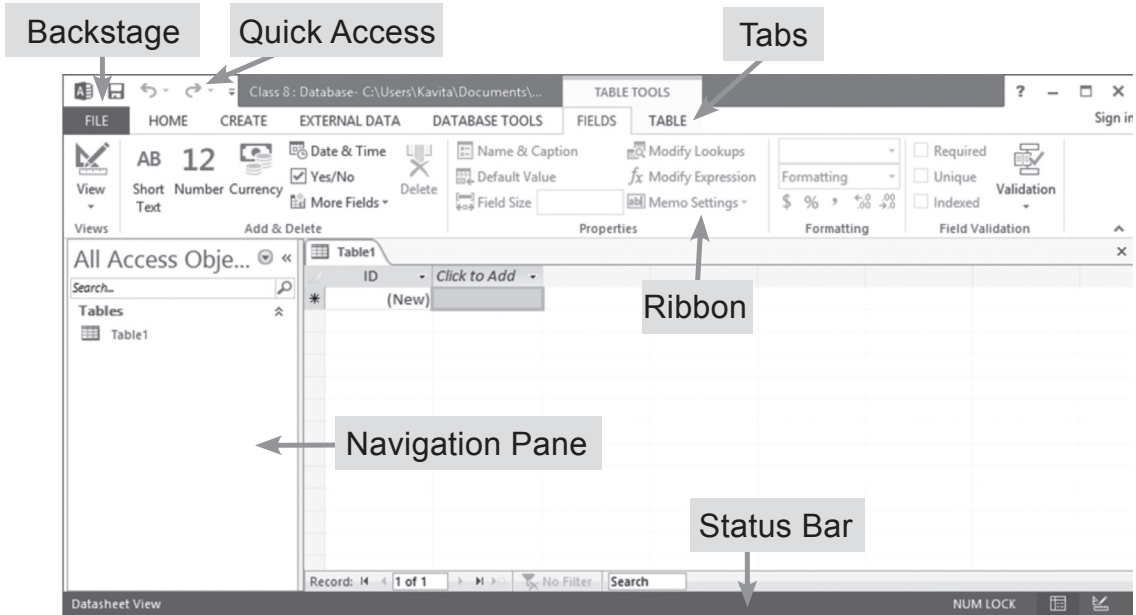 Backstage Quick Access Tabs
Class 8 : Database- C:\Users\Kavita\Documents\... TABLE TOOLS ?
FILE HOME CREATE EXTERNAL DATA DATABASE TOOLS FIELDS TABLE Sign in
AB 12 Date & Time Name & Caption Modify Lookups Required
View Short Text Number Currency Yes/No Delete Default Value fx Modify Expression Formatting Unique Validation
More Fields Field Size abl Memo Settings $ % , .00 .00 Indexed
Views Add & Delete Properties Formatting Field Validation
All Access Obje... « Table1
ID Click to Add
Search...
* (New)
Ribbon
Tables
Table1
Navigation Pane
Status Bar
Record: 1 of 1 No Filter Search
Datasheet View NUM LOCK